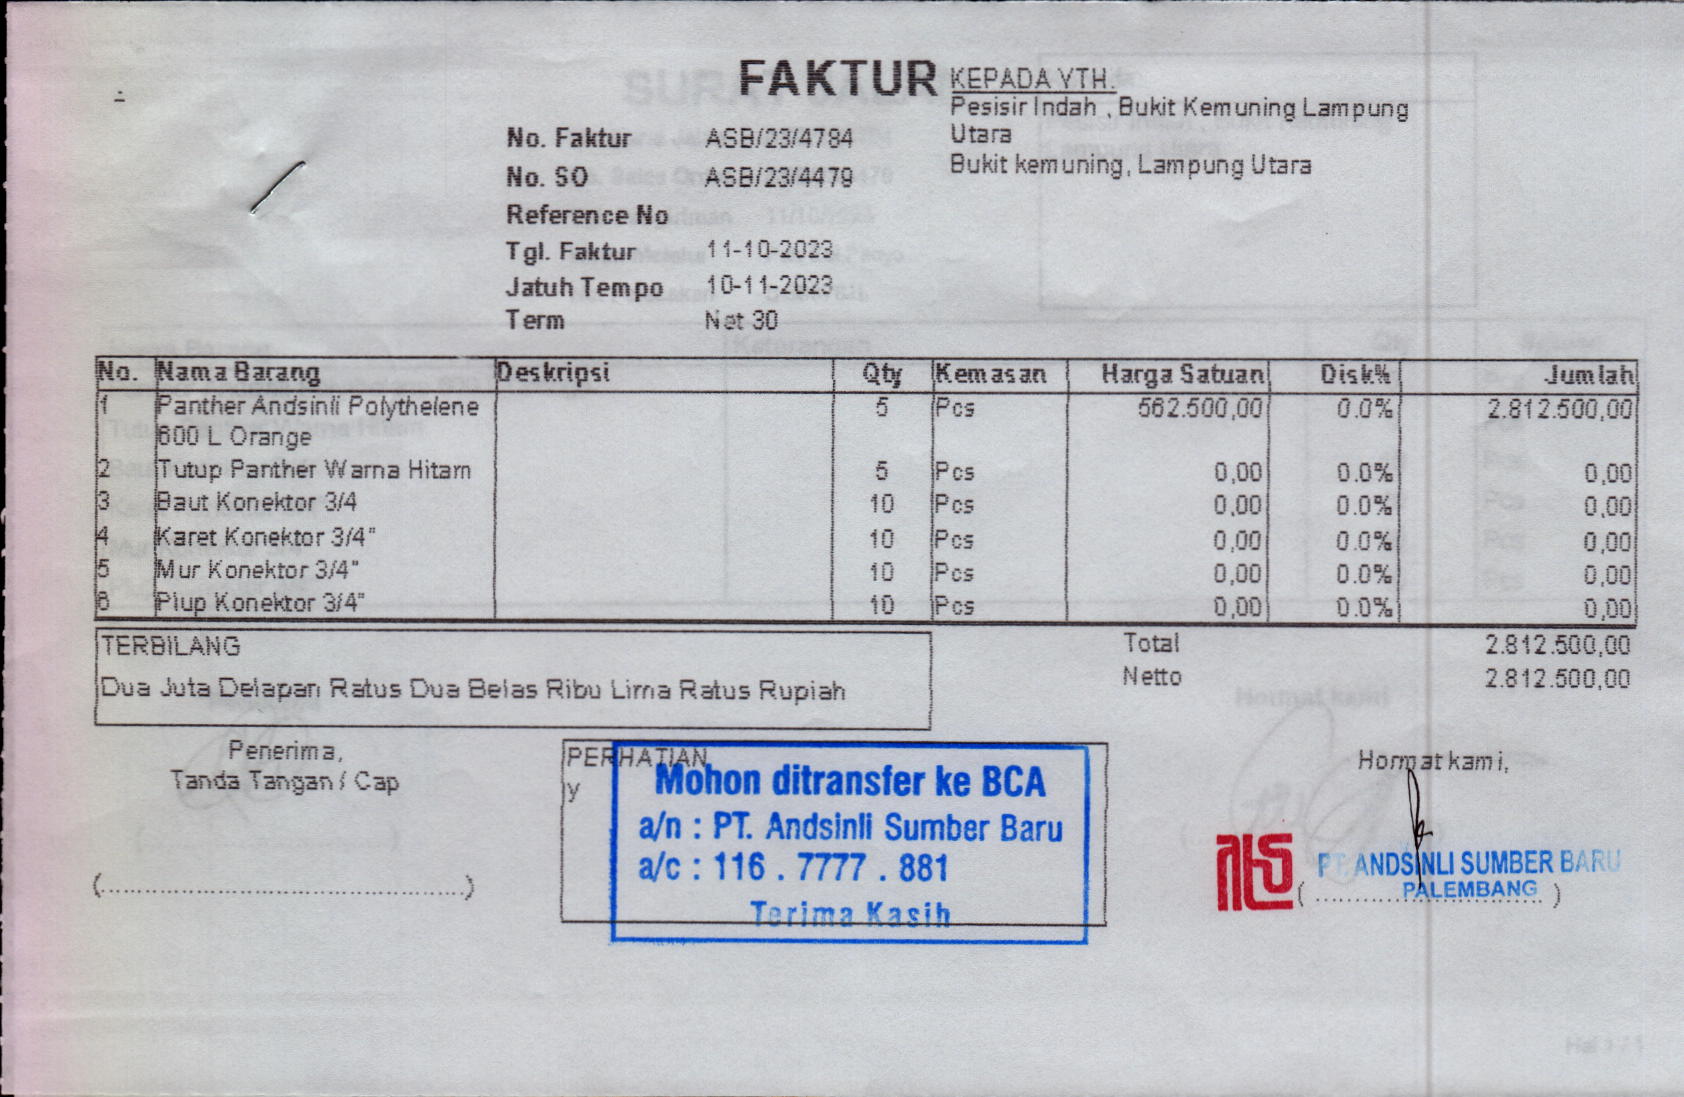 FAKTUR
KEPADA YTH.
Pesisir Indah , Bukit Kemuning Lampung
Utara
Bukit kemuning, Lampung Utara
No. Faktur ASB/23/4784
No. SO ASB/23/4479
Reference No
Tgl. Faktur 11-10-2023
Jatuh Tempo 10-11-2023
Term Net 30
No. Nama Barang Deskripsi Qty Kemasan Harga Satuan Disk% Jumlah
1 Panther Andsinli Polythelene 5 Pcs 562.500,00 0.0% 2.812.500,00
600 L Orange
2 Tutup Panther Warna Hitam 5 Pcs 0,00 0.0% 0,00
3 Baut Konektor 3/4 10 Pcs 0,00 0.0% 0,00
4 Karet Konektor 3/4" 10 Pcs 0,00 0.0% 0,00
5 Mur Konektor 3/4" 10 Pcs 0,00 0.0% 0,00
6 Plup Konektor 3/4" 10 Pcs 0,00 0.0% 0,00
TERBILANG
Dua Juta Delapan Ratus Dua Belas Ribu Lima Ratus Rupiah
Total 2.812.500,00
Netto 2.812.500,00
Penerima,
Tanda Tangan / Cap
PERHATIAN
y
Mohon ditransfer ke BCA
a/n : PT. Andsinli Sumber Baru
a/c : 116 . 7777 . 881
Terima Kasih
Hormat kami,
PT. ANDSINLI SUMBER BARU
PALEMBANG